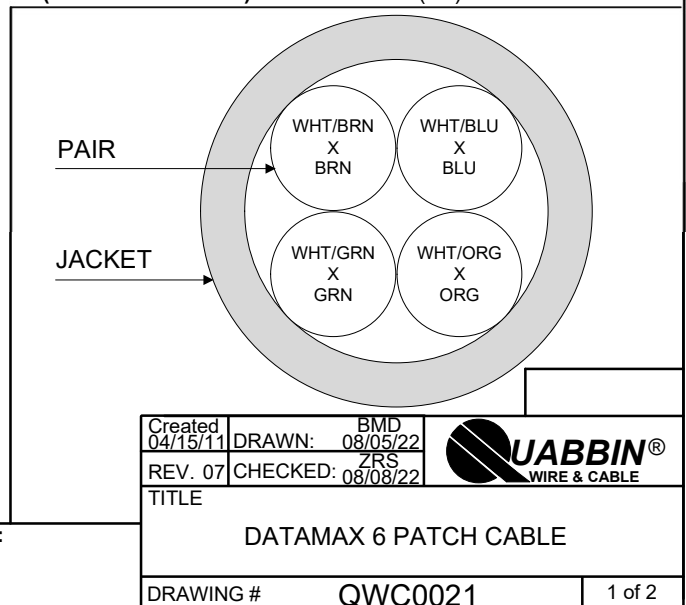 WHT/BRN
X
BRN
WHT/BLU
X
BLU
PAIR
WHT/GRN
X
GRN
WHT/ORG
X
ORG
JACKET
Created
04/15/11
DRAWN:
BMD
08/05/22
REV. 07
CHECKED:
ZRS
08/08/22
QUABBIN®
WIRE & CABLE
TITLE
DATAMAX 6 PATCH CABLE
DRAWING #
QWC0021
1 of 2